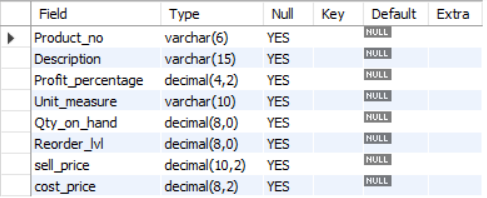 Field Type Null Key Default Extra
Product_no varchar(6) YES NULL
Description varchar(15) YES NULL
Profit_percentage decimal(4,2) YES NULL
Unit_measure varchar(10) YES NULL
Qty_on_hand decimal(8,0) YES NULL
Reorder_lvl decimal(8,0) YES NULL
sell_price decimal(10,2) YES NULL
cost_price decimal(8,2) YES NULL